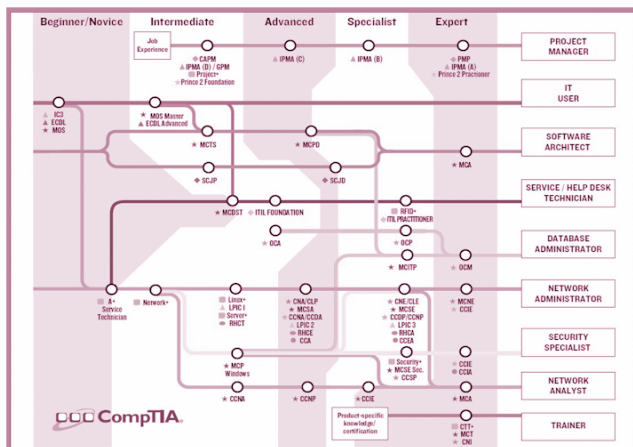 Beginner/Novice
Intermediate
Advanced
Specialist
Expert
Job
Experience
CAPM
IPMA (D) / GPM
Project+
Prince 2 Foundation
IPMA (C)
IPMA (B)
PMP
IPMA (A)
Prince 2 Practioner
PROJECT
MANAGER
IC3
ECDL
MOS
MOS Master
ECDL Advanced
IT
USER
MCTS
MCPD
SCJP
SCJD
MCA
SOFTWARE
ARCHITECT
MCDST
ITIL FOUNDATION
RFID+
ITIL PRACTITIONER
SERVICE / HELP DESK
TECHNICIAN
OCA
OCP
MCITP
OCM
DATABASE
ADMINISTRATOR
A+
Service
Technician
Network+
Linux+
LPIC 1
Server+
RHCT
CNA/CLP
MCSA
CCNA/CCDA
LPIC 2
RHCE
CCA
CNE/CLE
MCSE
CCDP/CCNP
LPIC 3
RHCA
CCEA
MCNE
CCIE
NETWORK
ADMINISTRATOR
MCP
Windows
Security+
MCSE Sec.
CCSP
CCIE
CCIA
SECURITY
SPECIALIST
CCNA
CCNP
CCIE
MCA
NETWORK
ANALYST
CompTIA
Product-specific
knowledge/
certification
CTT+
MCT
CNI
TRAINER